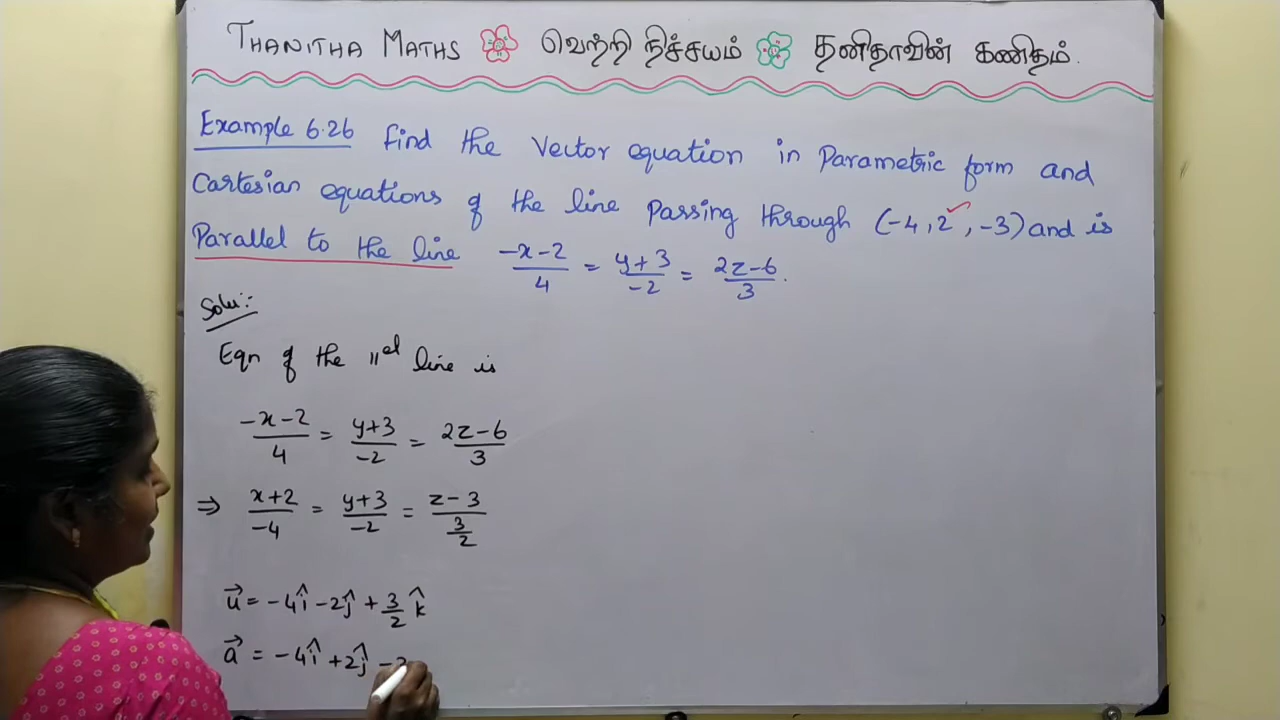 THANITHA MATHS வெற்றி நிச்சயம் தனிதாவின் கணிதம்.
Example 6.26 Find the Vector equation in Parametric form and
Cartesian equations of the line passing through (-4, 2, -3) and is
Parallel to the line (-x-2)/4 = (y+3)/-2 = (2z-6)/3.
Solu:-
Eqn of the ||el line is
(-x-2)/4 = (y+3)/-2 = (2z-6)/3
⇒ (x+2)/-4 = (y+3)/-2 = (z-3)/(3/2)
u⃗ = -4î -2ĵ + 3/2 k̂
a⃗ = -4î +2ĵ -